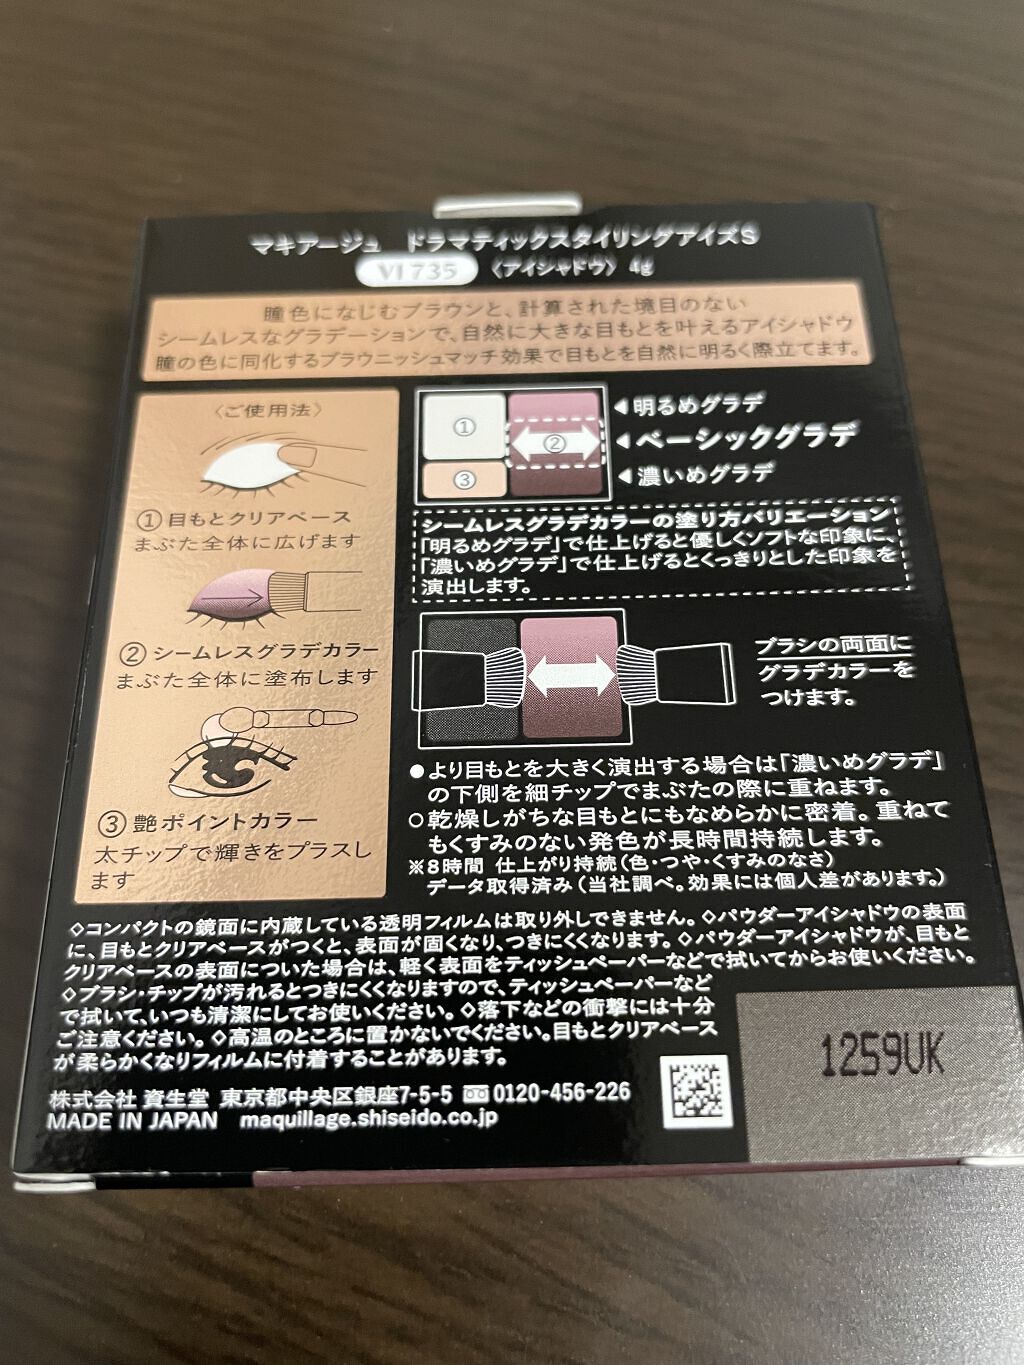 マキアージュ ドラマティックスタイリングアイズS
VI 735 〈アイシャドウ〉 4g
瞳色になじむブラウンと、計算された境目のない
シームレスなグラデーションで、自然に大きな目もとを叶えるアイシャドウ
瞳の色に同化するブラウニッシュマッチ効果で目もとを自然に明るく際立てます。
〈ご使用法〉
①目もとクリアベース
まぶた全体に広げます
②シームレスグラデカラー
まぶた全体に塗布します
③艶ポイントカラー
太チップで輝きをプラスし
ます
①
②
③
◀明るめグラデ
◀ベーシックグラデ
◀濃いめグラデ
シームレスグラデカラーの塗り方バリエーション
「明るめグラデ」で仕上げると優しくソフトな印象に、
「濃いめグラデ」で仕上げるとくっきりとした印象を
演出します。
ブラシの両面に
グラデカラーを
つけます。
●より目もとを大きく演出する場合は「濃いめグラデ」
の下側を細チップでまぶたの際に重ねます。
○乾燥しがちな目もとにもなめらかに密着。重ねて
もくすみのない発色が長時間持続します。
※8時間 仕上がり持続(色・つや・くすみのなさ)
データ取得済み(当社調べ。効果には個人差があります。)
◇コンパクトの鏡面に内蔵している透明フィルムは取り外しできません。◇パウダーアイシャドウの表面
に、目もとクリアベースがつくと、表面が固くなり、つきにくくなります。◇パウダーアイシャドウが、目もと
クリアベースの表面についた場合は、軽く表面をティッシュペーパーなどで拭いてからお使いください。
◇ブラシ・チップが汚れるとつきにくくなりますので、ティッシュペーパーなど
で拭いて、いつも清潔にしてお使いください。◇落下などの衝撃には十分
ご注意ください。◇高温のところに置かないでください。目もとクリアベース
が柔らかくなりフィルムに付着することがあります。
株式会社 資生堂 東京都中央区銀座7-5-5 0120-456-226
MADE IN JAPAN maquillage.shiseido.co.jp
1259UK